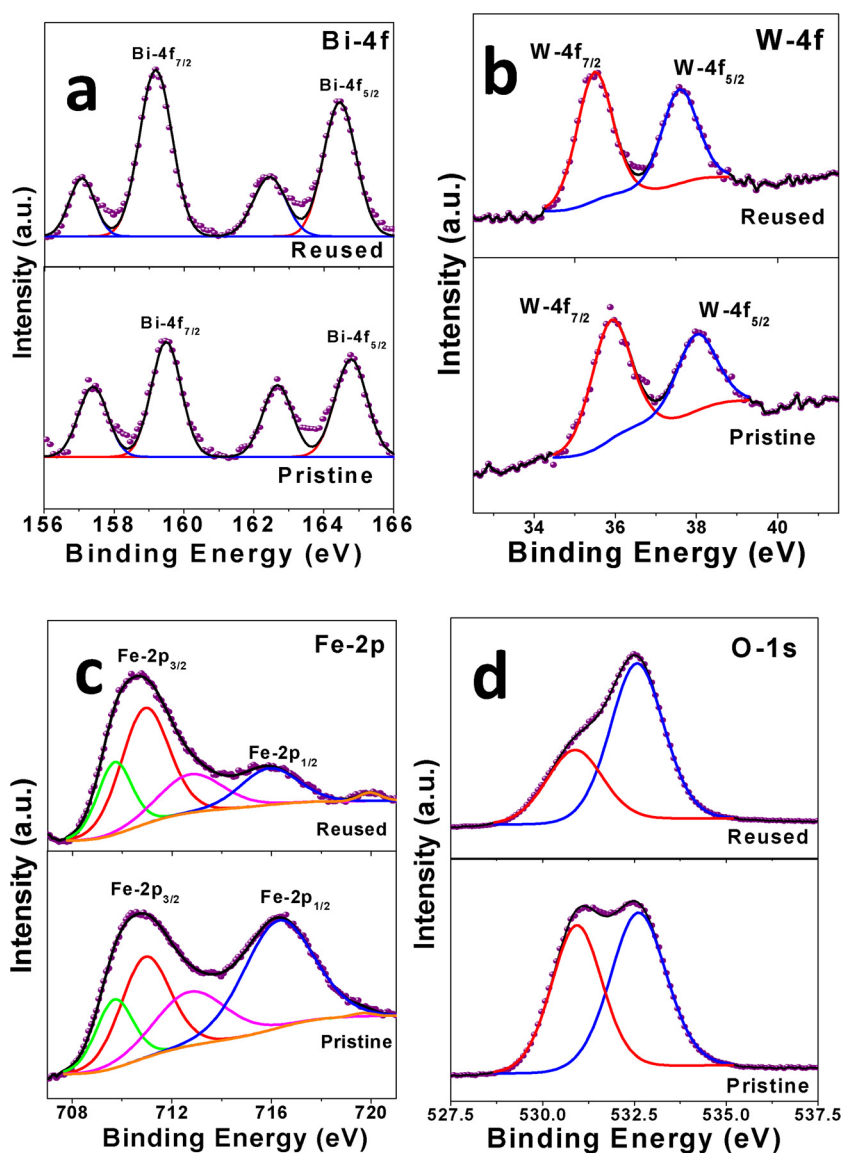 a
Bi-4f
Bi-4f7/2
Bi-4f5/2
Reused
Bi-4f7/2
Bi-4f5/2
Pristine
Intensity (a.u.)
156 158 160 162 164 166
Binding Energy (eV)
b
W-4f
W-4f7/2
W-4f5/2
Reused
W-4f7/2
W-4f5/2
Pristine
Intensity (a.u.)
34 36 38 40
Binding Energy (eV)
c
Fe-2p
Fe-2p3/2
Fe-2p1/2
Reused
Fe-2p3/2
Fe-2p1/2
Pristine
Intensity (a.u.)
708 712 716 720
Binding Energy (eV)
d
O-1s
Reused
Pristine
Intensity (a.u.)
527.5 530.0 532.5 535.0 537.5
Binding Energy (eV)